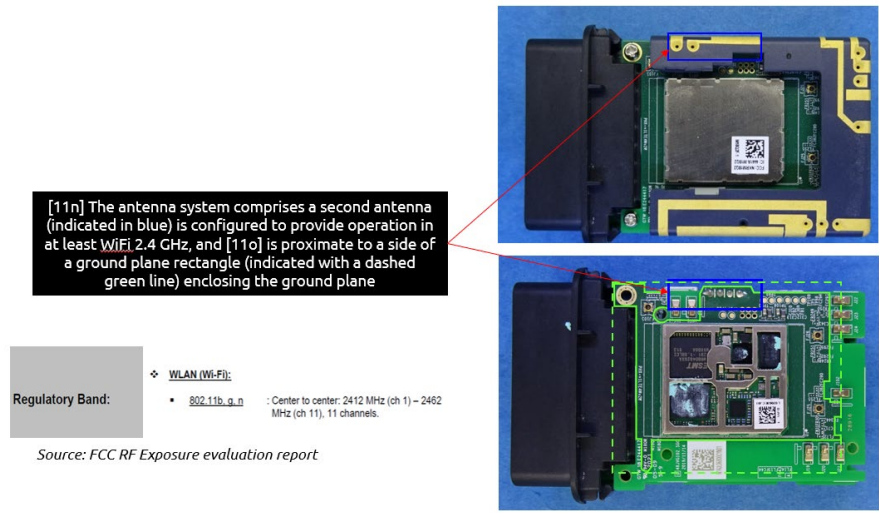 [11n] The antenna system comprises a second antenna
(indicated in blue) is configured to provide operation in
at least WiFi 2.4 GHz, and [11o] is proximate to a side of
a ground plane rectangle (indicated with a dashed
green line) enclosing the ground plane
Regulatory Band:
❖ WLAN (Wi-Fi):
▪ 802.11b, g, n : Center to center: 2412 MHz (ch 1) – 2462
MHz (ch 11), 11 channels.
Source: FCC RF Exposure evaluation report